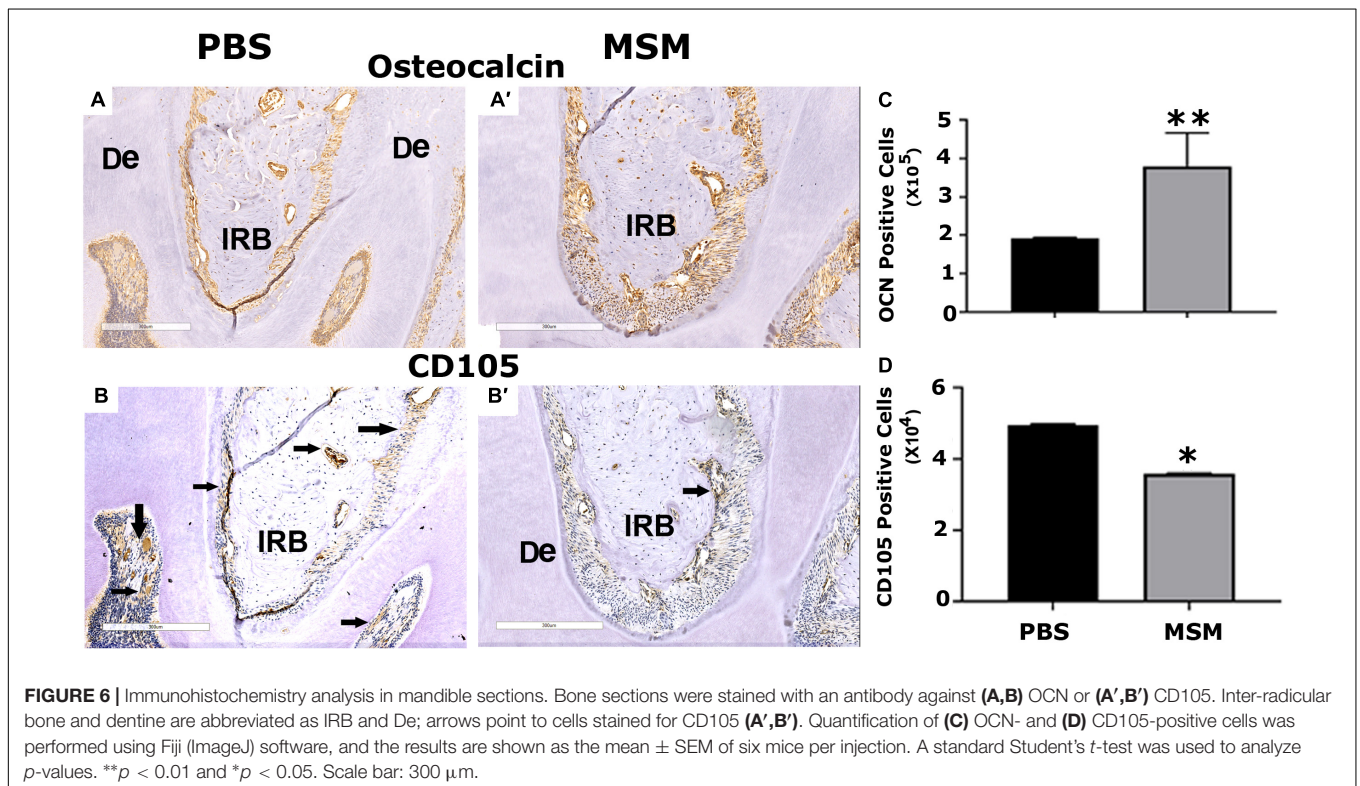 PBS MSM
Osteocalcin
A A′ C
De De
IRB IRB
300um 300um
OCN Positive Cells
(X10⁵)
5
4
3
2
1
0
**
CD105
B B′ D
IRB IRB
De
300um 300um
CD105 Positive Cells
(X10⁴)
6
4
2
0
*
PBS MSM
FIGURE 6 | Immunohistochemistry analysis in mandible sections. Bone sections were stained with an antibody against (A,B) OCN or (A′,B′) CD105. Inter-radicular
bone and dentine are abbreviated as IRB and De; arrows point to cells stained for CD105 (A′,B′). Quantification of (C) OCN- and (D) CD105-positive cells was
performed using Fiji (ImageJ) software, and the results are shown as the mean ± SEM of six mice per injection. A standard Student's t-test was used to analyze
p-values. **p < 0.01 and *p < 0.05. Scale bar: 300 μm.